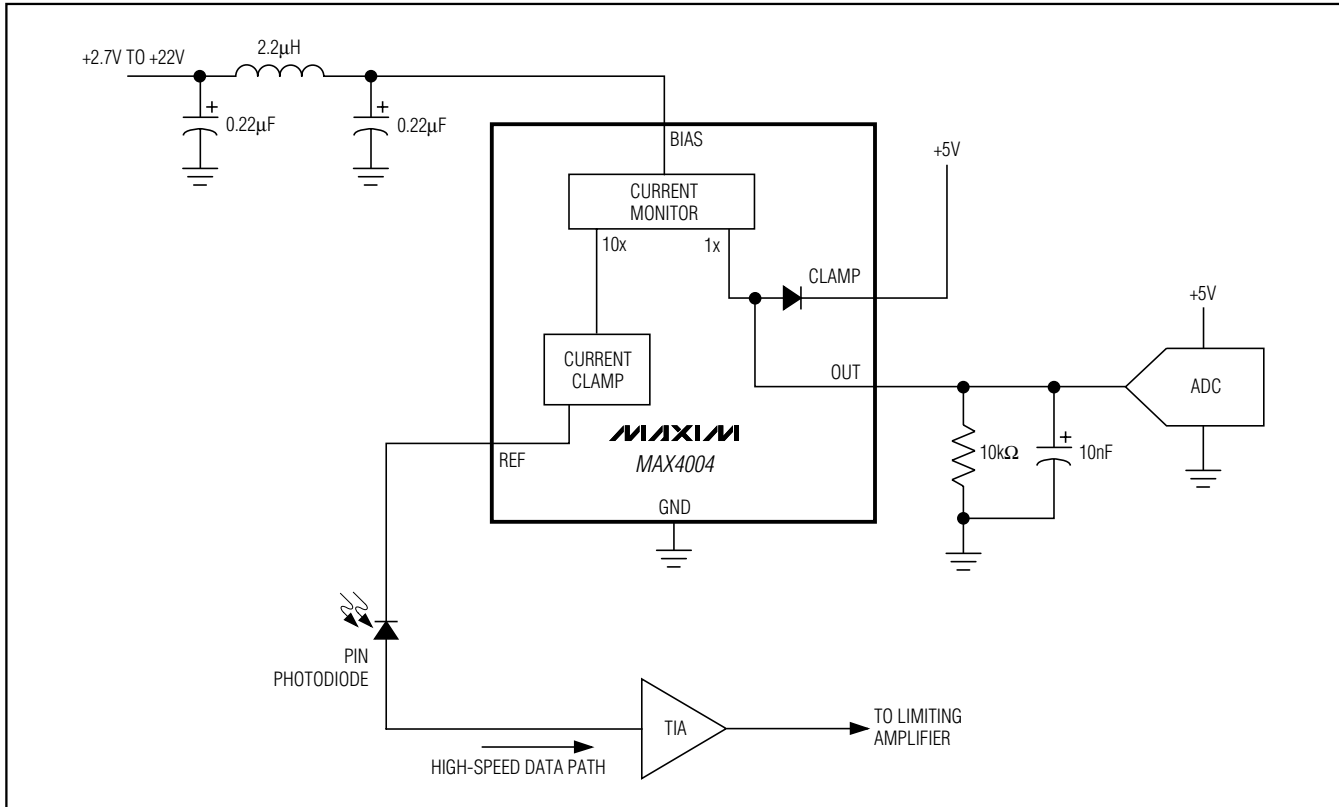 +2.7V TO +22V
2.2µH
+
0.22µF
+
0.22µF
BIAS
+5V
CURRENT
MONITOR
10x
1x
CLAMP
+5V
CURRENT
CLAMP
OUT
ADC
MAXIM
MAX4004
REF
+
10kΩ
10nF
GND
PIN
PHOTODIODE
TIA
TO LIMITING
AMPLIFIER
HIGH-SPEED DATA PATH